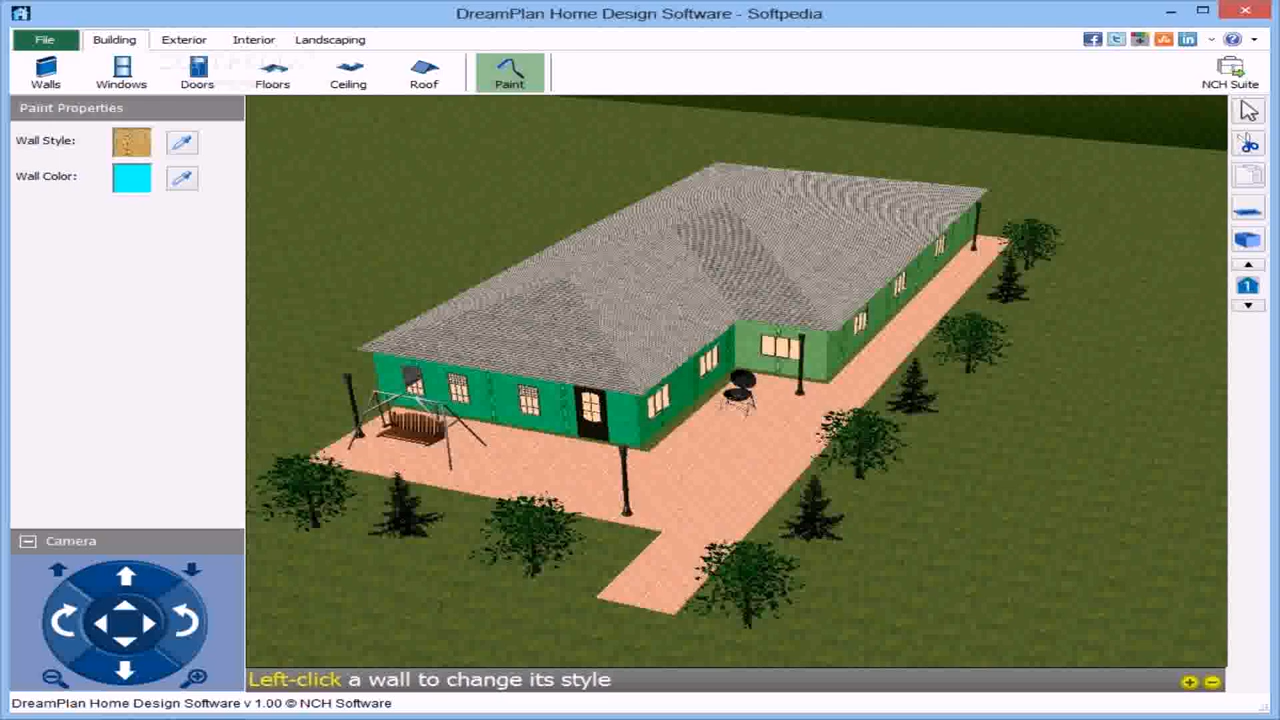 DreamPlan Home Design Software - Softpedia
File Building Exterior Interior Landscaping
Walls Windows Doors Floors Ceiling Roof Paint NCH Suite
Paint Properties
Wall Style:
Wall Color:
1
Camera
Left-click a wall to change its style
DreamPlan Home Design Software v 1.00 © NCH Software